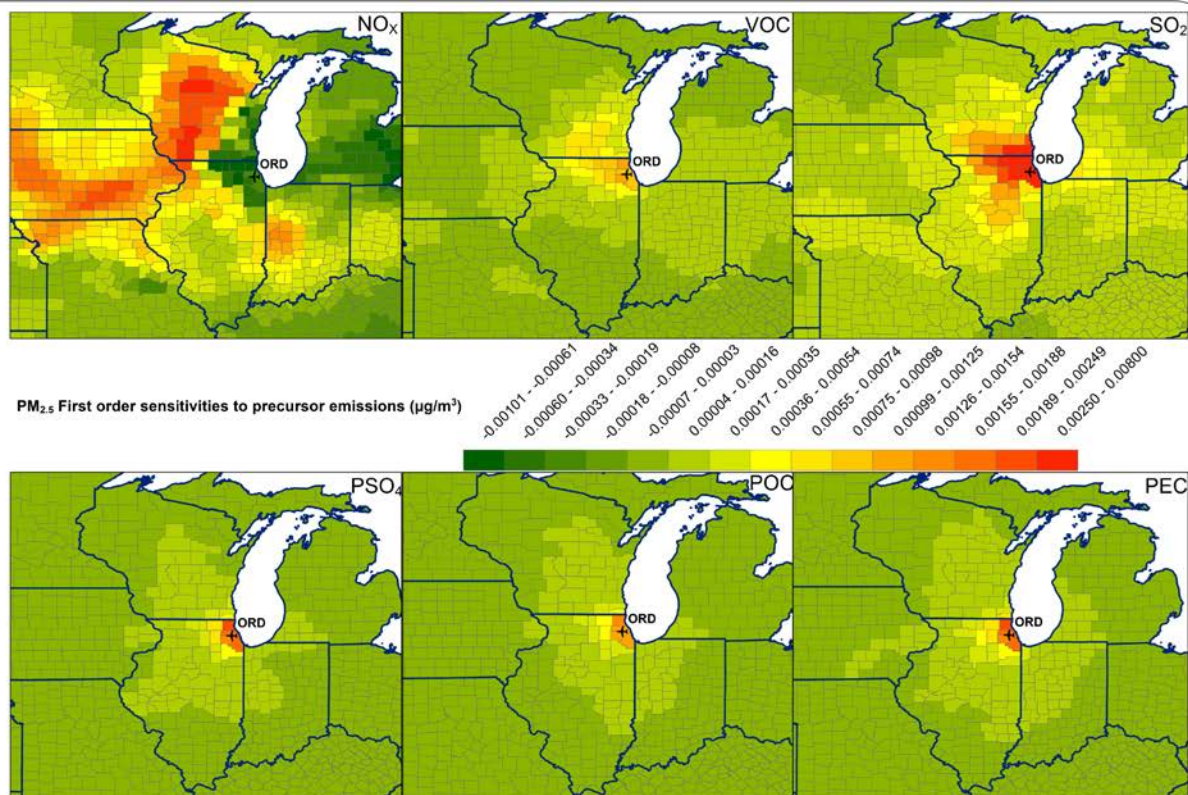 NOX
VOC
SO2
ORD
ORD
ORD
-0.00101 - -0.00061
-0.00060 - -0.00034
-0.00033 - -0.00019
-0.00018 - -0.00008
-0.00007 - 0.00003
0.00004 - 0.00016
0.00017 - 0.00035
0.00036 - 0.00054
0.00055 - 0.00074
0.00075 - 0.00098
0.00099 - 0.00125
0.00126 - 0.00154
0.00155 - 0.00188
0.00189 - 0.00249
0.00250 - 0.00800
PM2.5 First order sensitivities to precursor emissions (µg/m³)
PSO4
POC
PEC
ORD
ORD
ORD